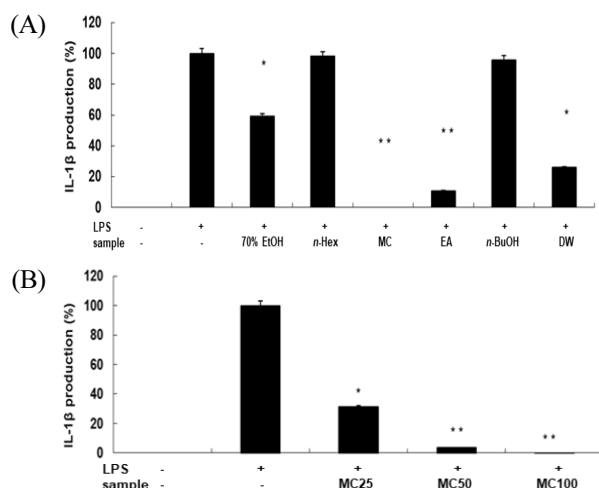 (A)
IL-1β production (%)
120
100
80
60
40
20
0
*
**
**
*
LPS - + + + + + + +
sample - - 70% EtOH n-Hex MC EA n-BuOH DW
(B)
IL-1β production (%)
120
100
80
60
40
20
0
*
**
**
LPS - + + + +
sample - - MC25 MC50 MC100